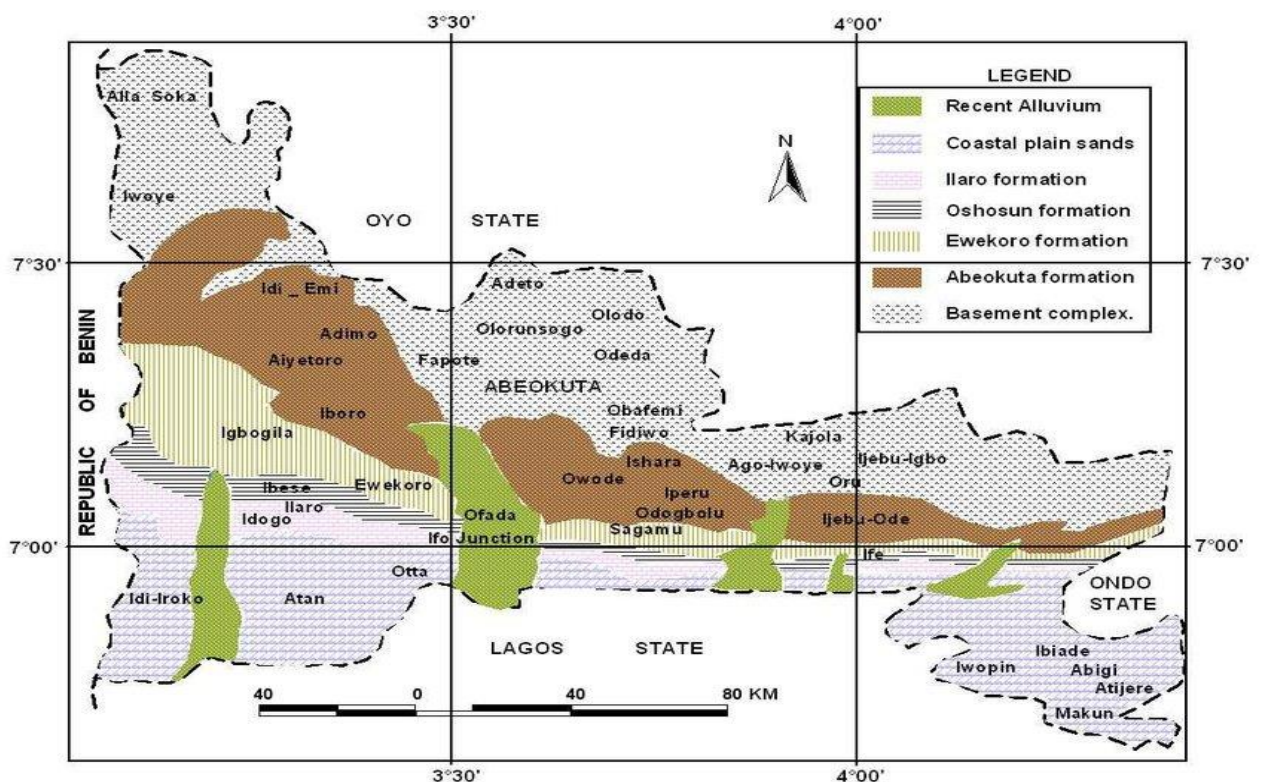 3°30'
4°00'
LEGEND
Recent Alluvium
Coastal plain sands
Ilaro formation
Oshosun formation
Ewekoro formation
Abeokuta formation
Basement complex.
N
Alla Soka
Iwoye
OYO STATE
7°30'
7°30'
Idi _ Emi
Adeto
Olodo
Adimo
Olorunsogo
Aiyetoro
Fapote
Odeda
ABEOKUTA
REPUBLIC OF BENIN
Iboro
Obafemi
Igbogila
Fidiwo
Kajola
Ishara
Ago-Iwoye
Ijebu-Igbo
Ibese
Ewekoro
Owode
Oru
Iperu
Ilaro
Idogo
Ofada
Odogbolu
Ijebu-Ode
Ifo Junction
Sagamu
7°00'
7°00'
Ife
Otta
Idi-Iroko
Atan
ONDO
STATE
LAGOS STATE
Ibiade
Iwopin
Abigi
Atijere
Makun
40 0 40 80 KM
3°30'
4°00'